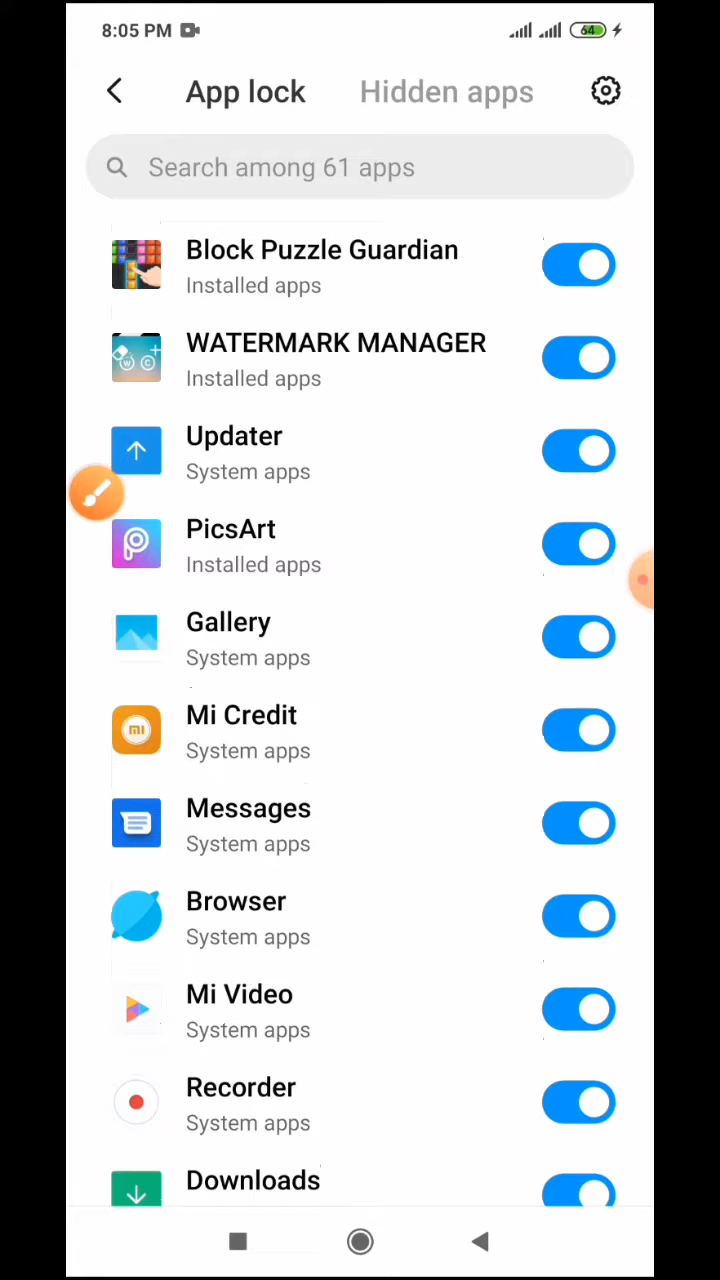 8:05 PM
64
App lock
Hidden apps
Search among 61 apps
Block Puzzle Guardian
Installed apps
WATERMARK MANAGER
Installed apps
Updater
System apps
PicsArt
Installed apps
Gallery
System apps
Mi Credit
System apps
Messages
System apps
Browser
System apps
Mi Video
System apps
Recorder
System apps
Downloads